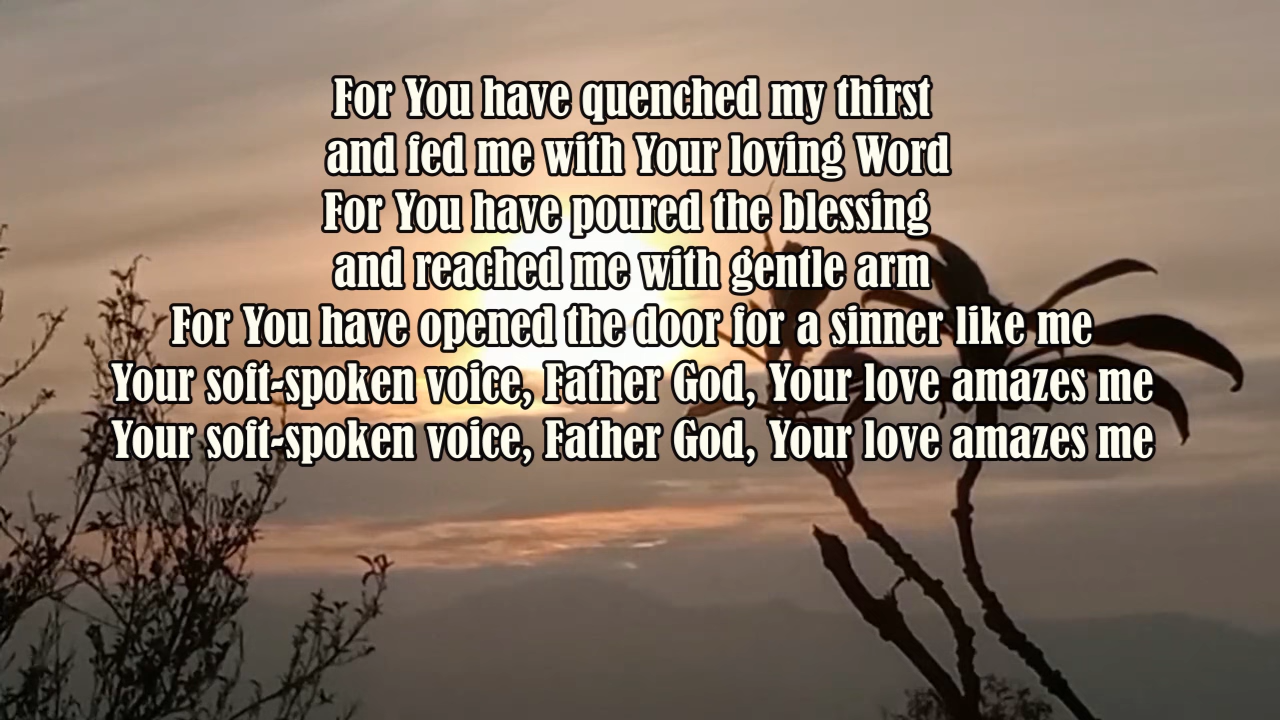 For You have quenched my thirst
and fed me with Your loving Word
For You have poured the blessing
and reached me with gentle arm
For You have opened the door for a sinner like me
Your soft-spoken voice, Father God, Your love amazes me
Your soft-spoken voice, Father God, Your love amazes me